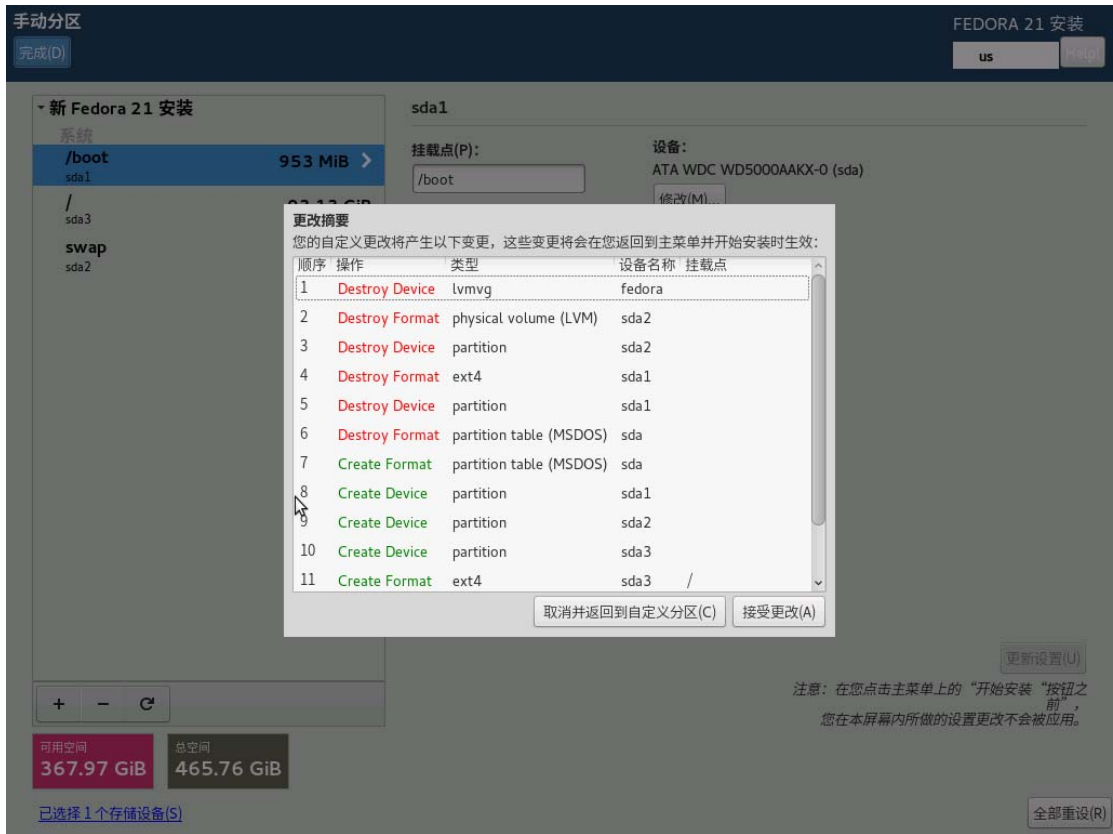 手动分区
FEDORA 21 安装
完成(D)
us
Help!
新 Fedora 21 安装
sda1
系统
/boot
953 MiB
sda1
挂载点(P):
设备:
/boot
ATA WDC WD5000AAKX-0 (sda)
修改(M)...
/
sda3
swap
sda2
更改摘要
您的自定义更改将产生以下变更，这些变更将会在您返回到主菜单并开始安装时生效:
顺序 操作 类型 设备名称 挂载点
1 Destroy Device lvmvg fedora
2 Destroy Format physical volume (LVM) sda2
3 Destroy Device partition sda2
4 Destroy Format ext4 sda1
5 Destroy Device partition sda1
6 Destroy Format partition table (MSDOS) sda
7 Create Format partition table (MSDOS) sda
8 Create Device partition sda1
9 Create Device partition sda2
10 Create Device partition sda3
11 Create Format ext4 sda3 /
取消并返回到自定义分区(C) 接受更改(A)
更新设置(U)
注意：在您点击主菜单上的“开始安装“按钮之
前”，
您在本屏幕内所做的设置更改不会被应用。
可用空间
367.97 GiB
总空间
465.76 GiB
已选择 1 个存储设备(S)
全部重设(R)